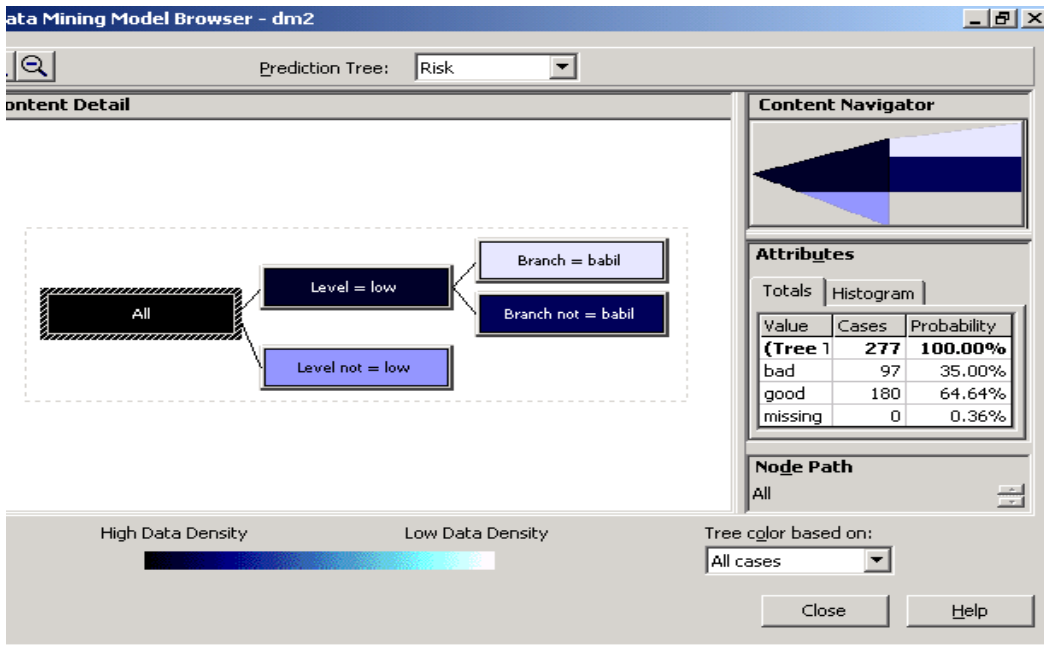 ata Mining Model Browser - dm2
Prediction Tree: Risk
ontent Detail
Content Navigator
All
Level = low
Level not = low
Branch = babil
Branch not = babil
Attributes
Totals Histogram
Value Cases Probability
(Tree T 277 100.00%
bad 97 35.00%
good 180 64.64%
missing 0 0.36%
Node Path
All
High Data Density Low Data Density
Tree color based on:
All cases
Close Help